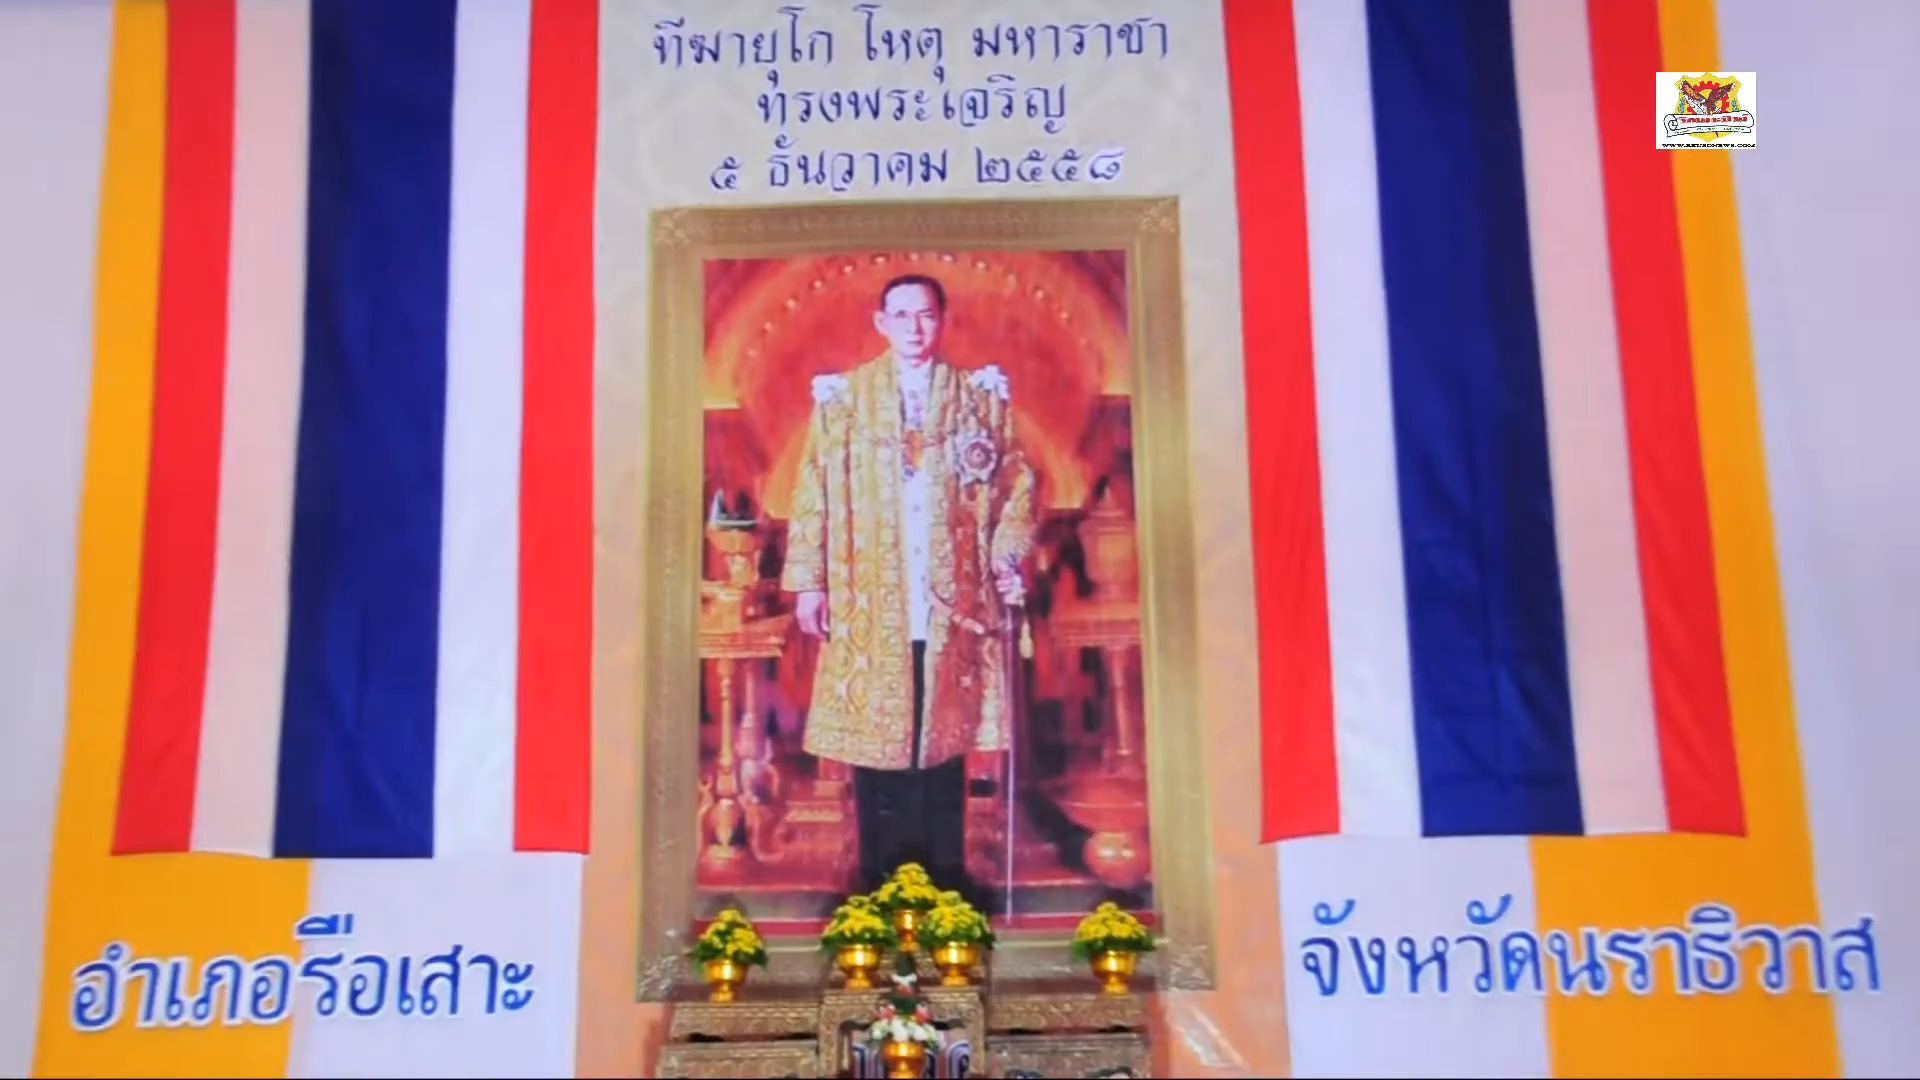 ทีฆายุโก โหตุ มหาราชา
ทรงพระเจริญ
๕ ธันวาคม ๒๕๕๘
อำเภอรือเสาะ
จังหวัดนราธิวาส